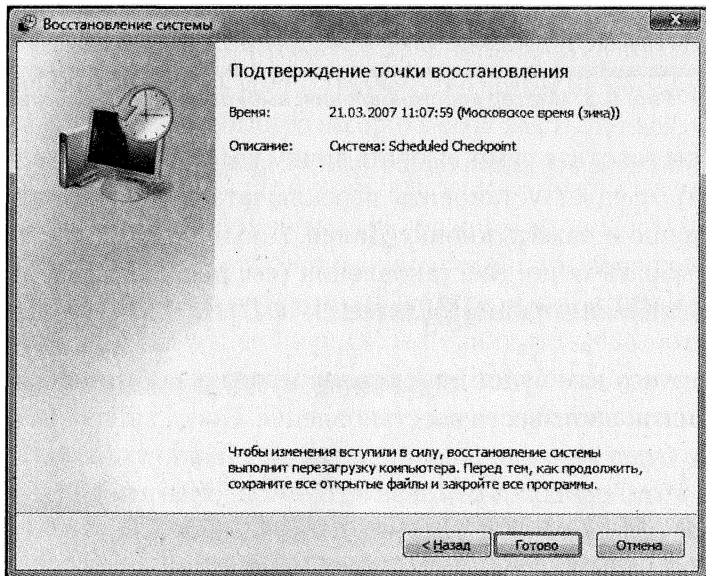 Восстановление системы
Подтверждение точки восстановления
Время: 21.03.2007 11:07:59 (Московское время (зима))
Описание: Система: Scheduled Checkpoint
Чтобы изменения вступили в силу, восстановление системы
выполнит перезагрузку компьютера. Перед тем, как продолжить,
сохраните все открытые файлы и закройте все программы.
< Назад Готово Отмена